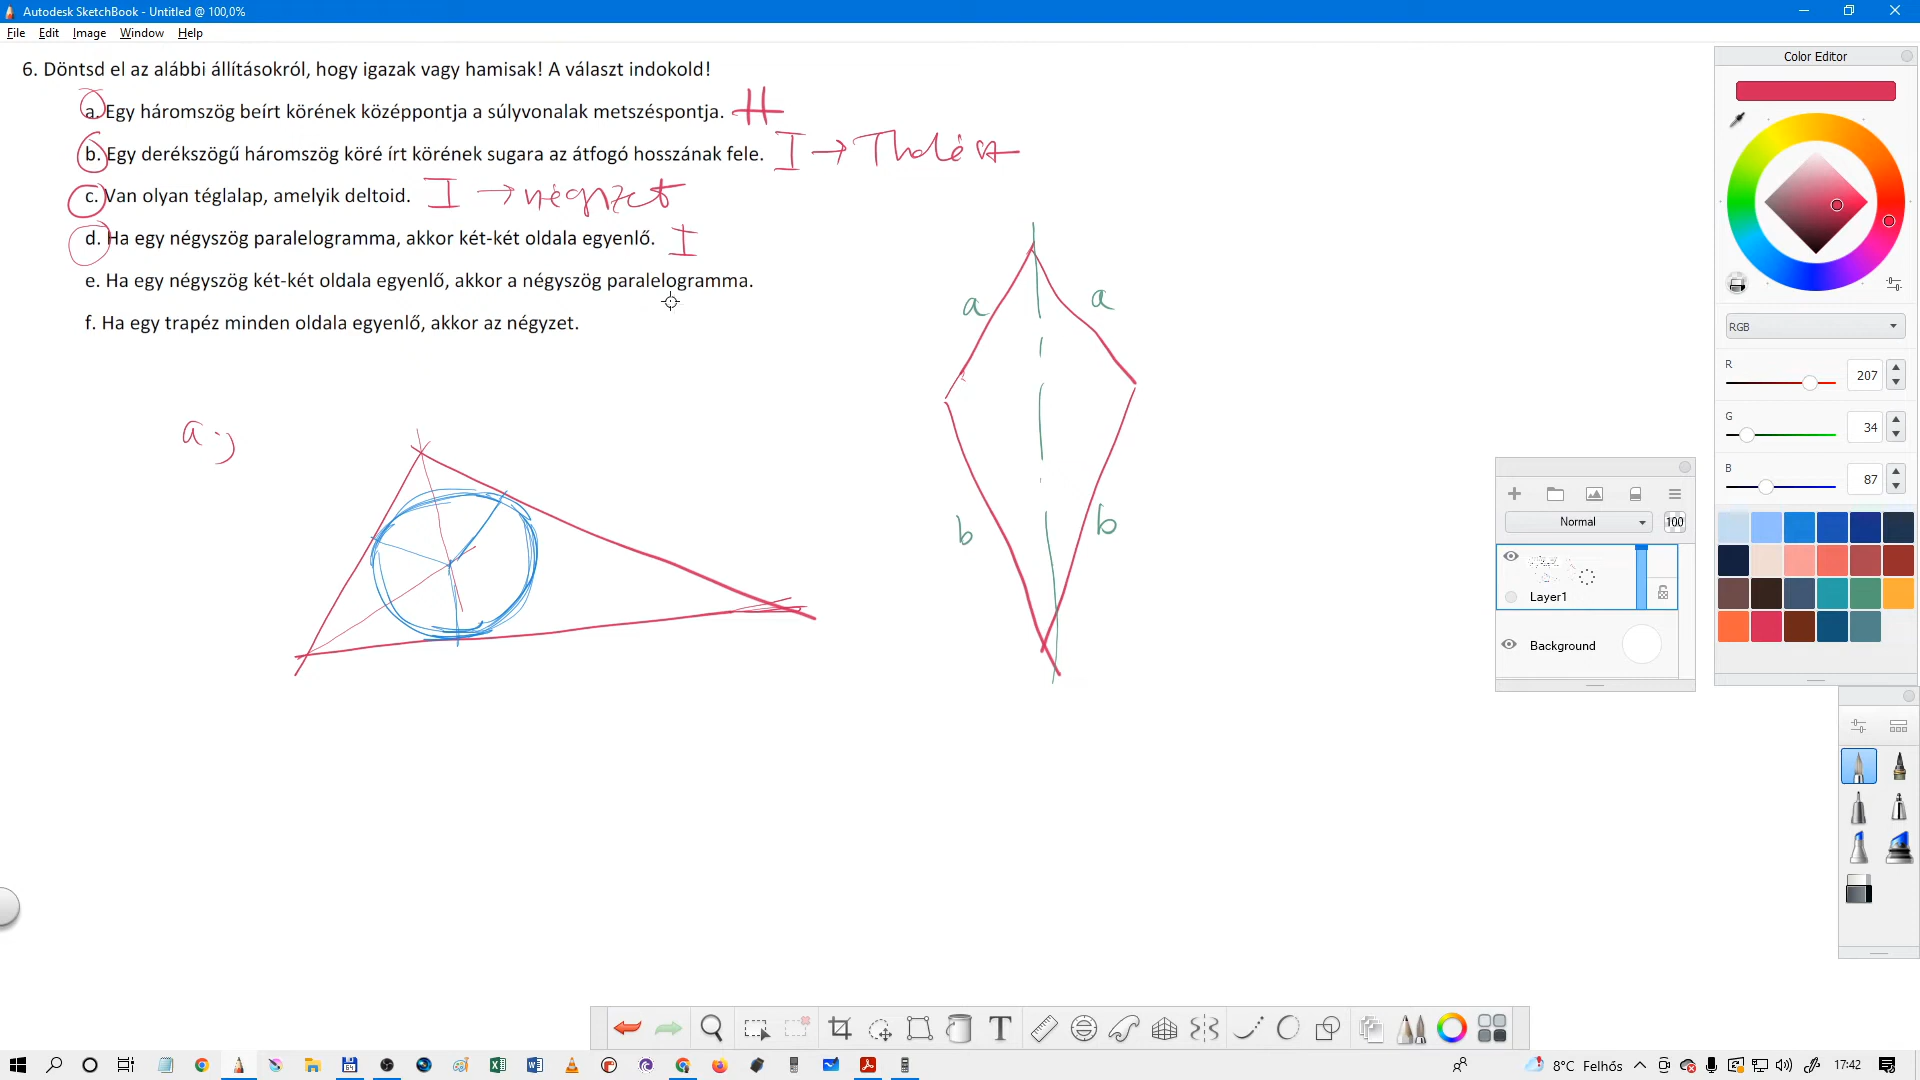 Autodesk SketchBook - Untitled @ 100,0%
File Edit Image Window Help
6. Döntsd el az alábbi állításokról, hogy igazak vagy hamisak! A választ indokold!
a. Egy háromszög beírt körének középpontja a súlyvonalak metszéspontja. H
b. Egy derékszögű háromszög köré írt körének sugara az átfogó hosszának fele. I → Thalész
c. Van olyan téglalap, amelyik deltoid. I → négyzet
d. Ha egy négyszög paralelogramma, akkor két-két oldala egyenlő. I
e. Ha egy négyszög két-két oldala egyenlő, akkor a négyszög paralelogramma.
f. Ha egy trapéz minden oldala egyenlő, akkor az négyzet.
a a
a.)
b b
Color Editor
RGB
R 207
G 34
B 87
Normal 100
Layer1
Background
8°C Felhős 17:42